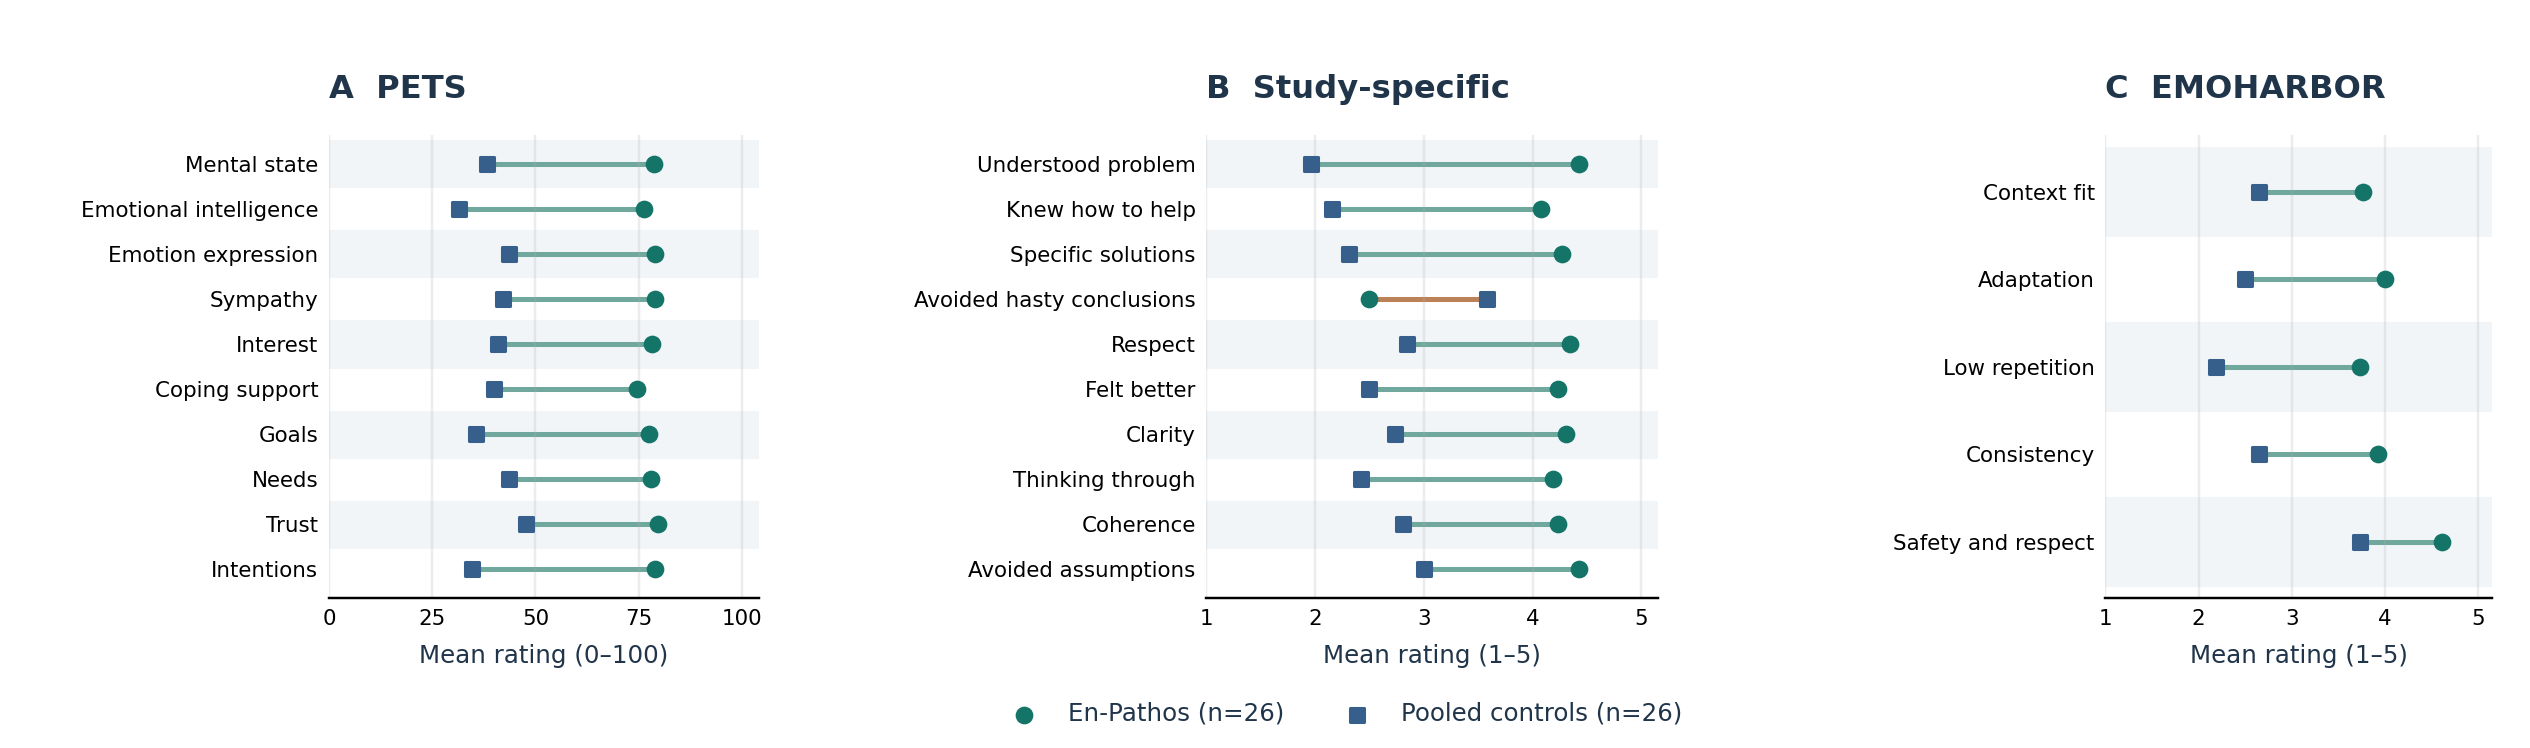 A PETS
Mental state
Emotional intelligence
Emotion expression
Sympathy
Interest
Coping support
Goals
Needs
Trust
Intentions
0 25 50 75 100
Mean rating (0–100)
B Study-specific
Understood problem
Knew how to help
Specific solutions
Avoided hasty conclusions
Respect
Felt better
Clarity
Thinking through
Coherence
Avoided assumptions
1 2 3 4 5
Mean rating (1–5)
C EMOHARBOR
Context fit
Adaptation
Low repetition
Consistency
Safety and respect
1 2 3 4 5
Mean rating (1–5)
En-Pathos (n=26) Pooled controls (n=26)